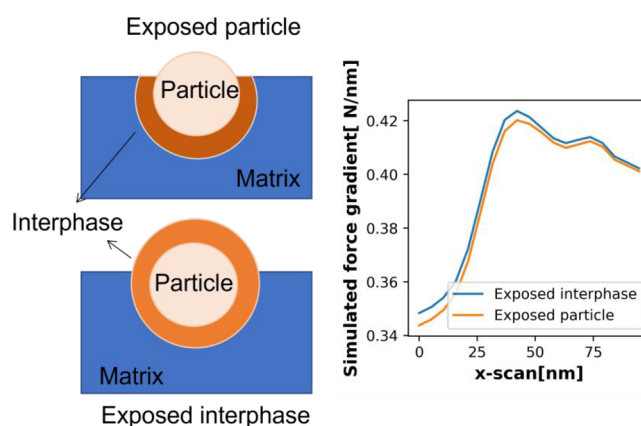 Exposed particle
Particle
Matrix
Interphase
Particle
Matrix
Exposed interphase
Simulated force gradient[ N/nm]
0.42
0.40
0.38
0.36
0.34
Exposed interphase
Exposed particle
0
25
50
75
x-scan[nm]